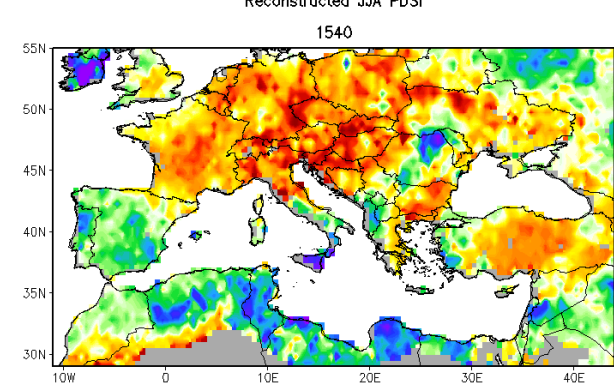 Reconstructed JJA PDSI
1540
55N
50N
45N
40N
35N
30N
10W 0 10E 20E 30E 40E